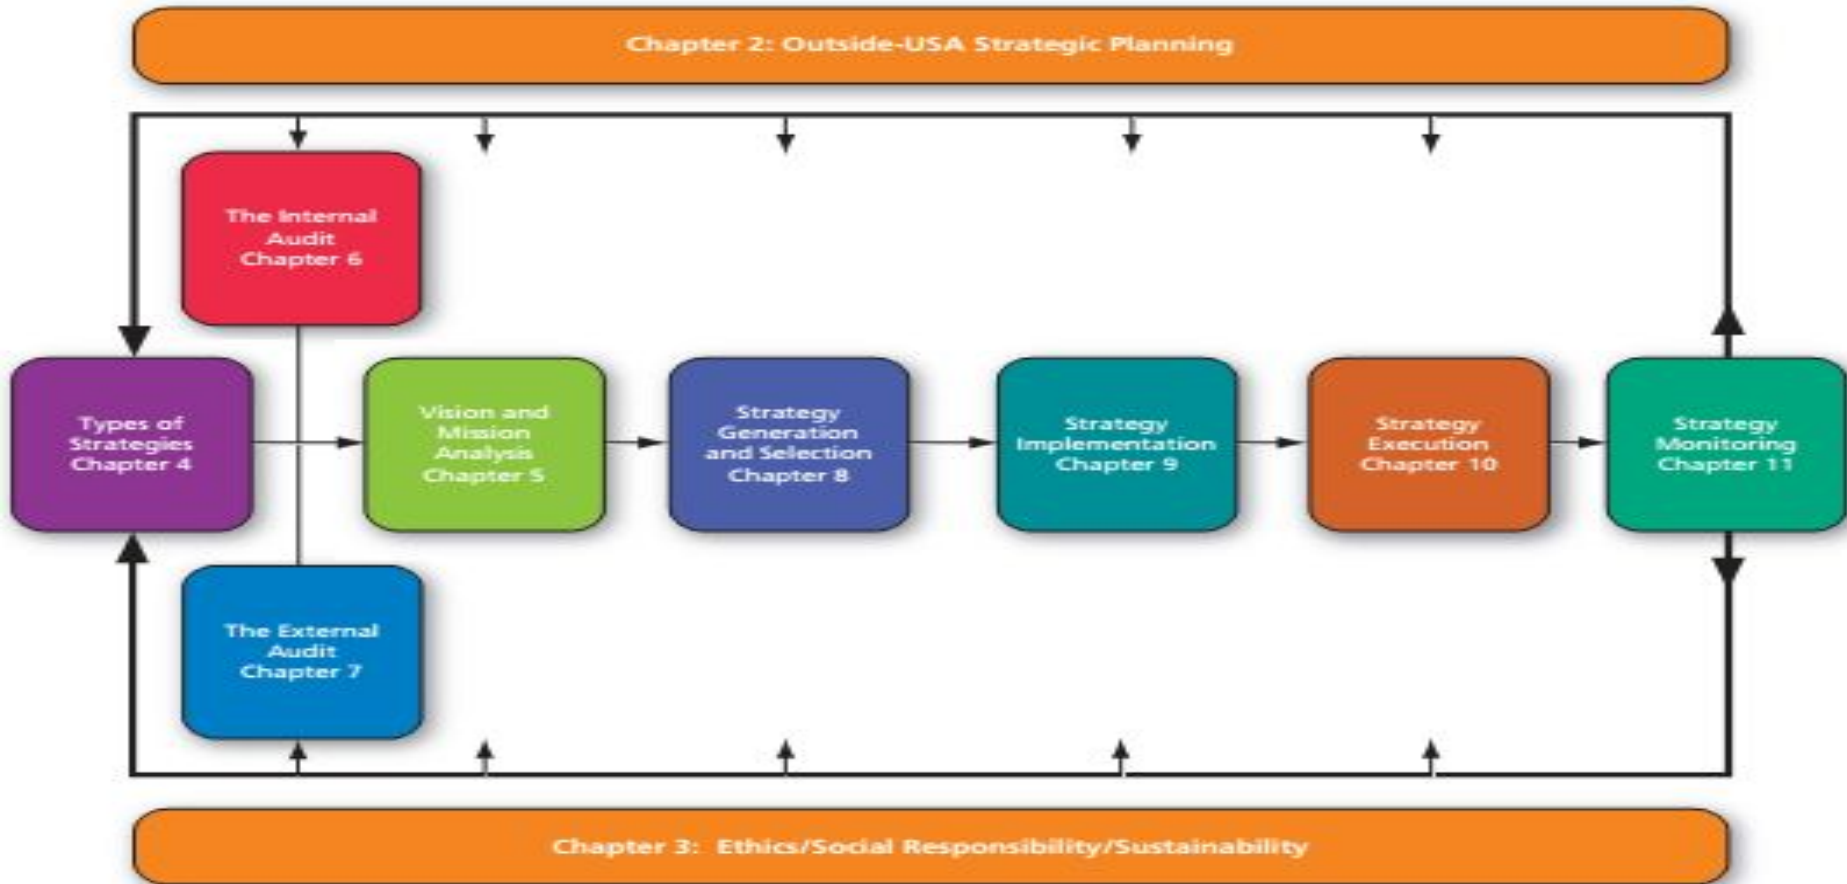 Chapter 2: Outside-USA Strategic Planning
The Internal
Audit
Chapter 6
Types of
Strategies
Chapter 4
Vision and
Mission
Analysis
Chapter 5
Strategy
Generation
and Selection
Chapter 8
Strategy
Implementation
Chapter 9
Strategy
Execution
Chapter 10
Strategy
Monitoring
Chapter 11
The External
Audit
Chapter 7
Chapter 3: Ethics/Social Responsibility/Sustainability